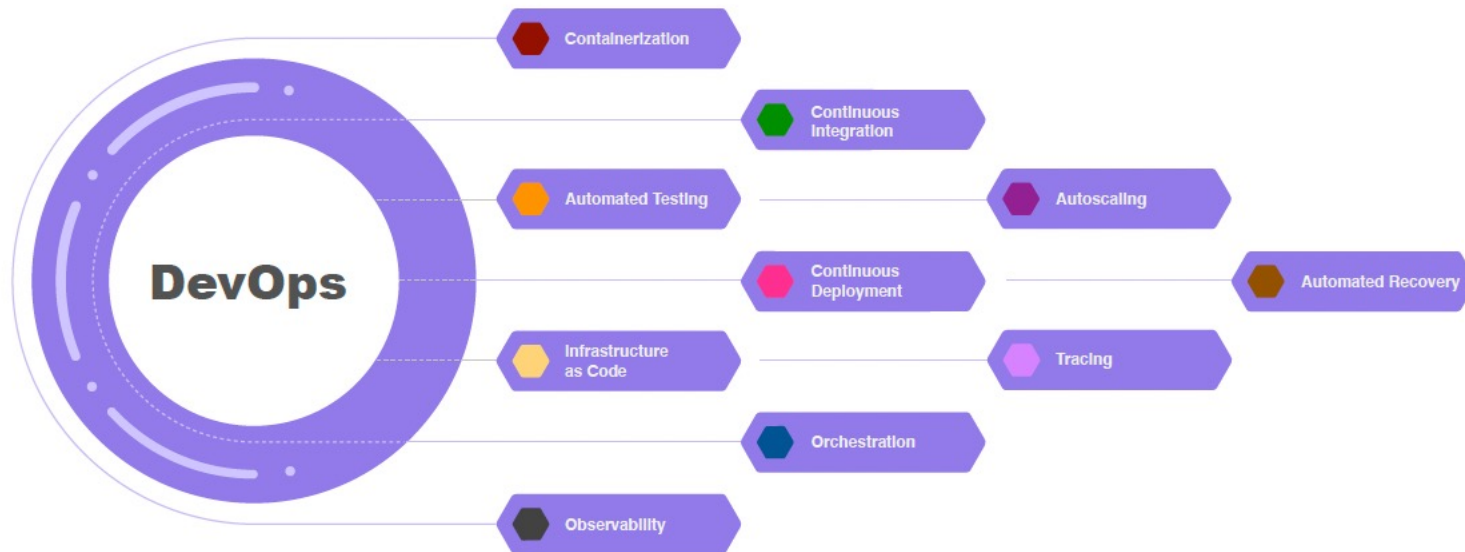 Containerization
Continuous
Integration
Automated Testing
Autoscaling
DevOps
Continuous
Deployment
Automated Recovery
Infrastructure
as Code
Tracing
Orchestration
Observability